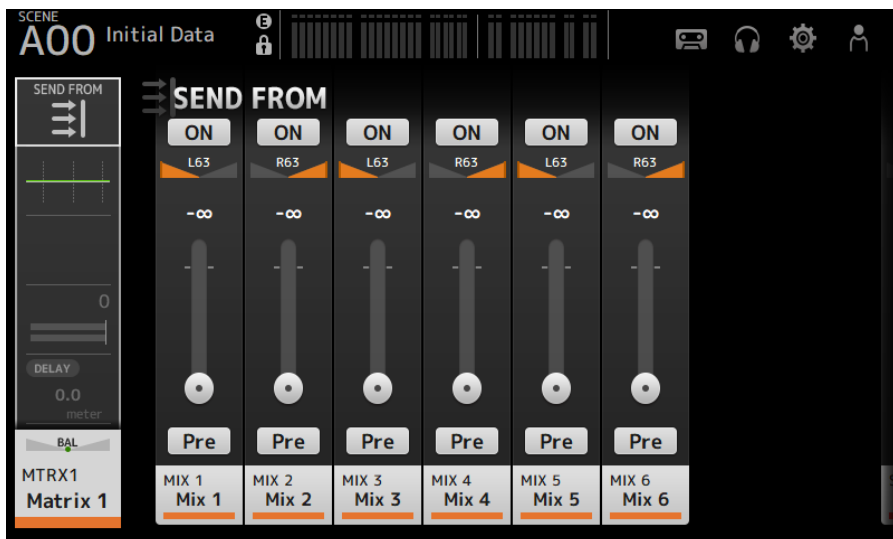 SCENE
A00 Initial Data
E
SEND FROM
SEND FROM
ON ON ON ON ON ON
L63 R63 L63 R63 L63 R63
-∞ -∞ -∞ -∞ -∞ -∞
0
DELAY
0.0
meter
Pre Pre Pre Pre Pre Pre
BAL
MTRX1
Matrix 1
MIX 1 MIX 2 MIX 3 MIX 4 MIX 5 MIX 6
Mix 1 Mix 2 Mix 3 Mix 4 Mix 5 Mix 6